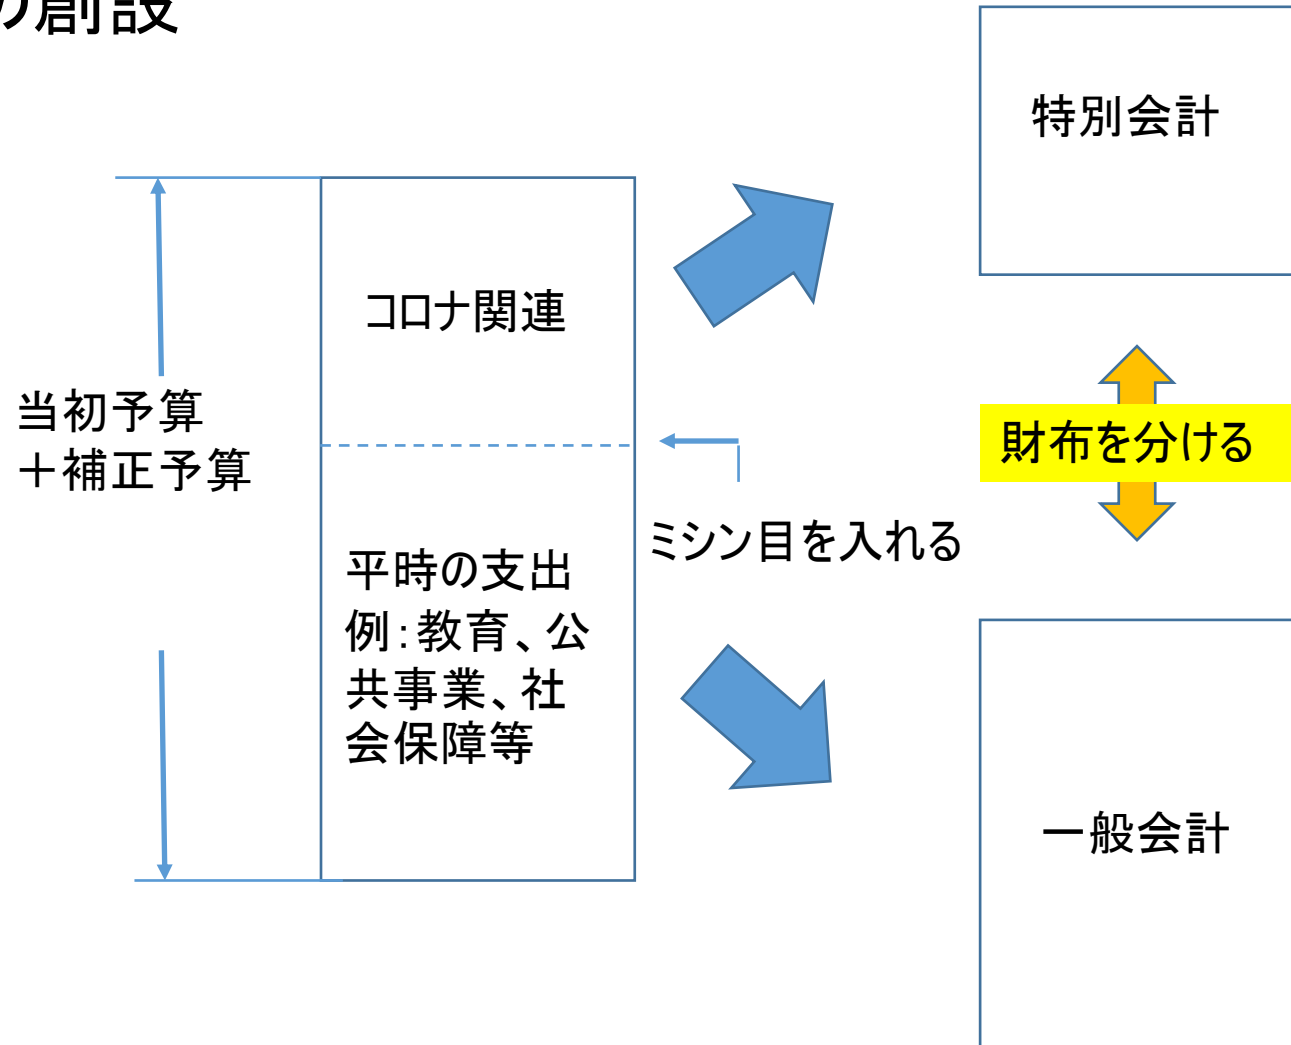 の創設
特別会計
コロナ関連
当初予算
＋補正予算
財布を分ける
ミシン目を入れる
平時の支出
例：教育、公
共事業、社
会保障等
一般会計